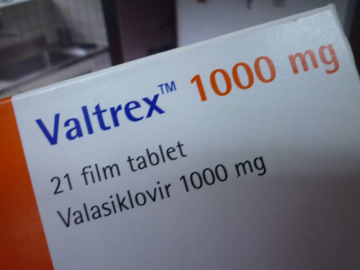 Valtrex™ 1000 mg
21 film tablet
Valasiklovir 1000 mg